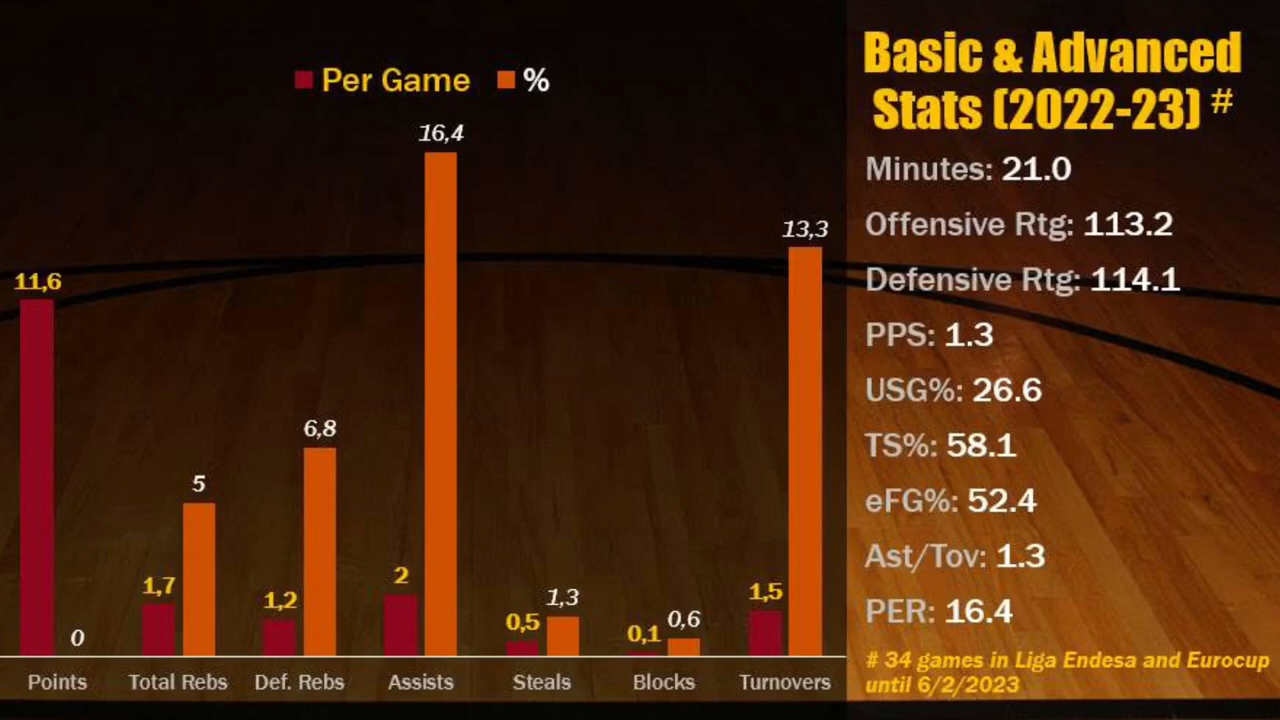 Per Game %
11,6
0
1,7
5
1,2
6,8
2
16,4
0,5
1,3
0,1
0,6
1,5
13,3
Points Total Rebs Def. Rebs Assists Steals Blocks Turnovers
Basic & Advanced
Stats (2022-23) #
Minutes: 21.0
Offensive Rtg: 113.2
Defensive Rtg: 114.1
PPS: 1.3
USG%: 26.6
TS%: 58.1
eFG%: 52.4
Ast/Tov: 1.3
PER: 16.4
# 34 games in Liga Endesa and Eurocup
until 6/2/2023